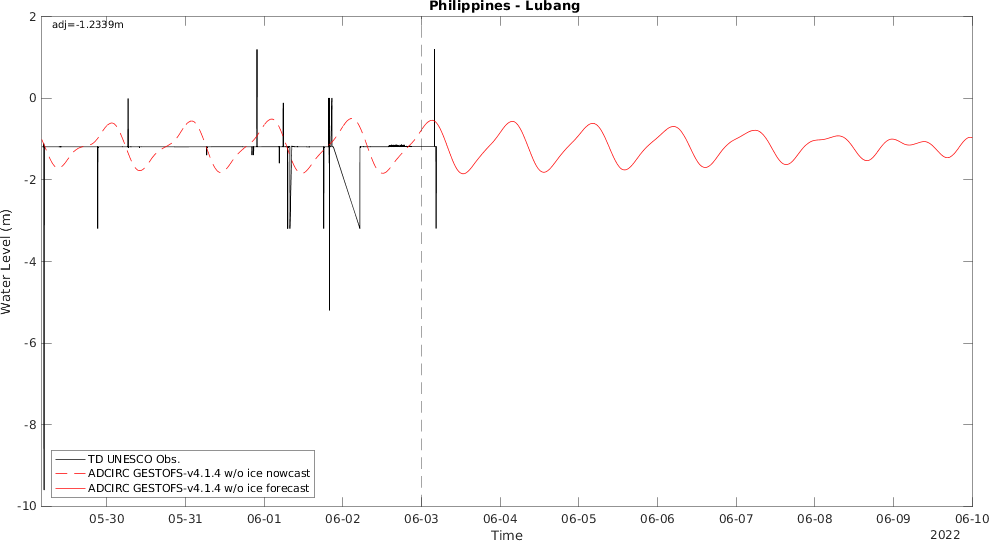 Philippines - Lubang
adj=-1.2339m
2
0
-2
-4
-6
-8
-10
Water Level (m)
TD UNESCO Obs.
ADCIRC GESTOFS-v4.1.4 w/o ice nowcast
ADCIRC GESTOFS-v4.1.4 w/o ice forecast
05-30 05-31 06-01 06-02 06-03 06-04 06-05 06-06 06-07 06-08 06-09 06-10
Time
2022